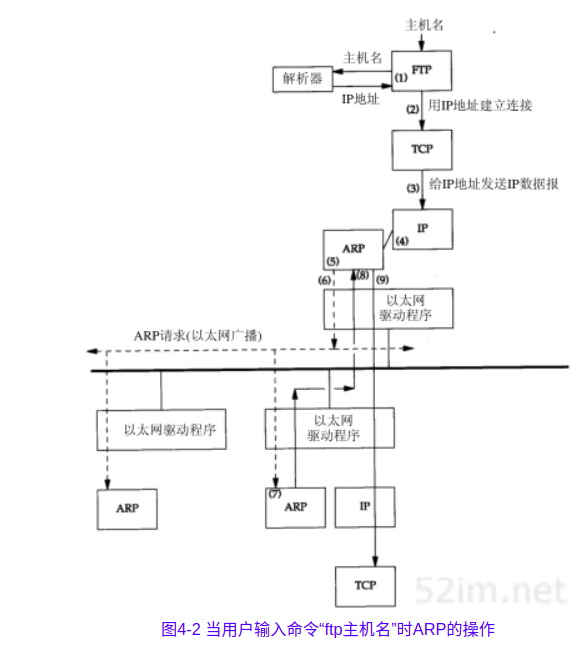 主机名
主机名
FTP
(1)
解析器
IP地址
(2)
用IP地址建立连接
TCP
(3)
给IP地址发送IP数据报
IP
(4)
ARP
(5)
(6)
(8)
(9)
以太网
驱动程序
ARP请求(以太网广播)
以太网驱动程序
以太网
驱动程序
(7)
ARP
ARP
IP
TCP
52im.net
图4-2 当用户输入命令“ftp主机名”时ARP的操作